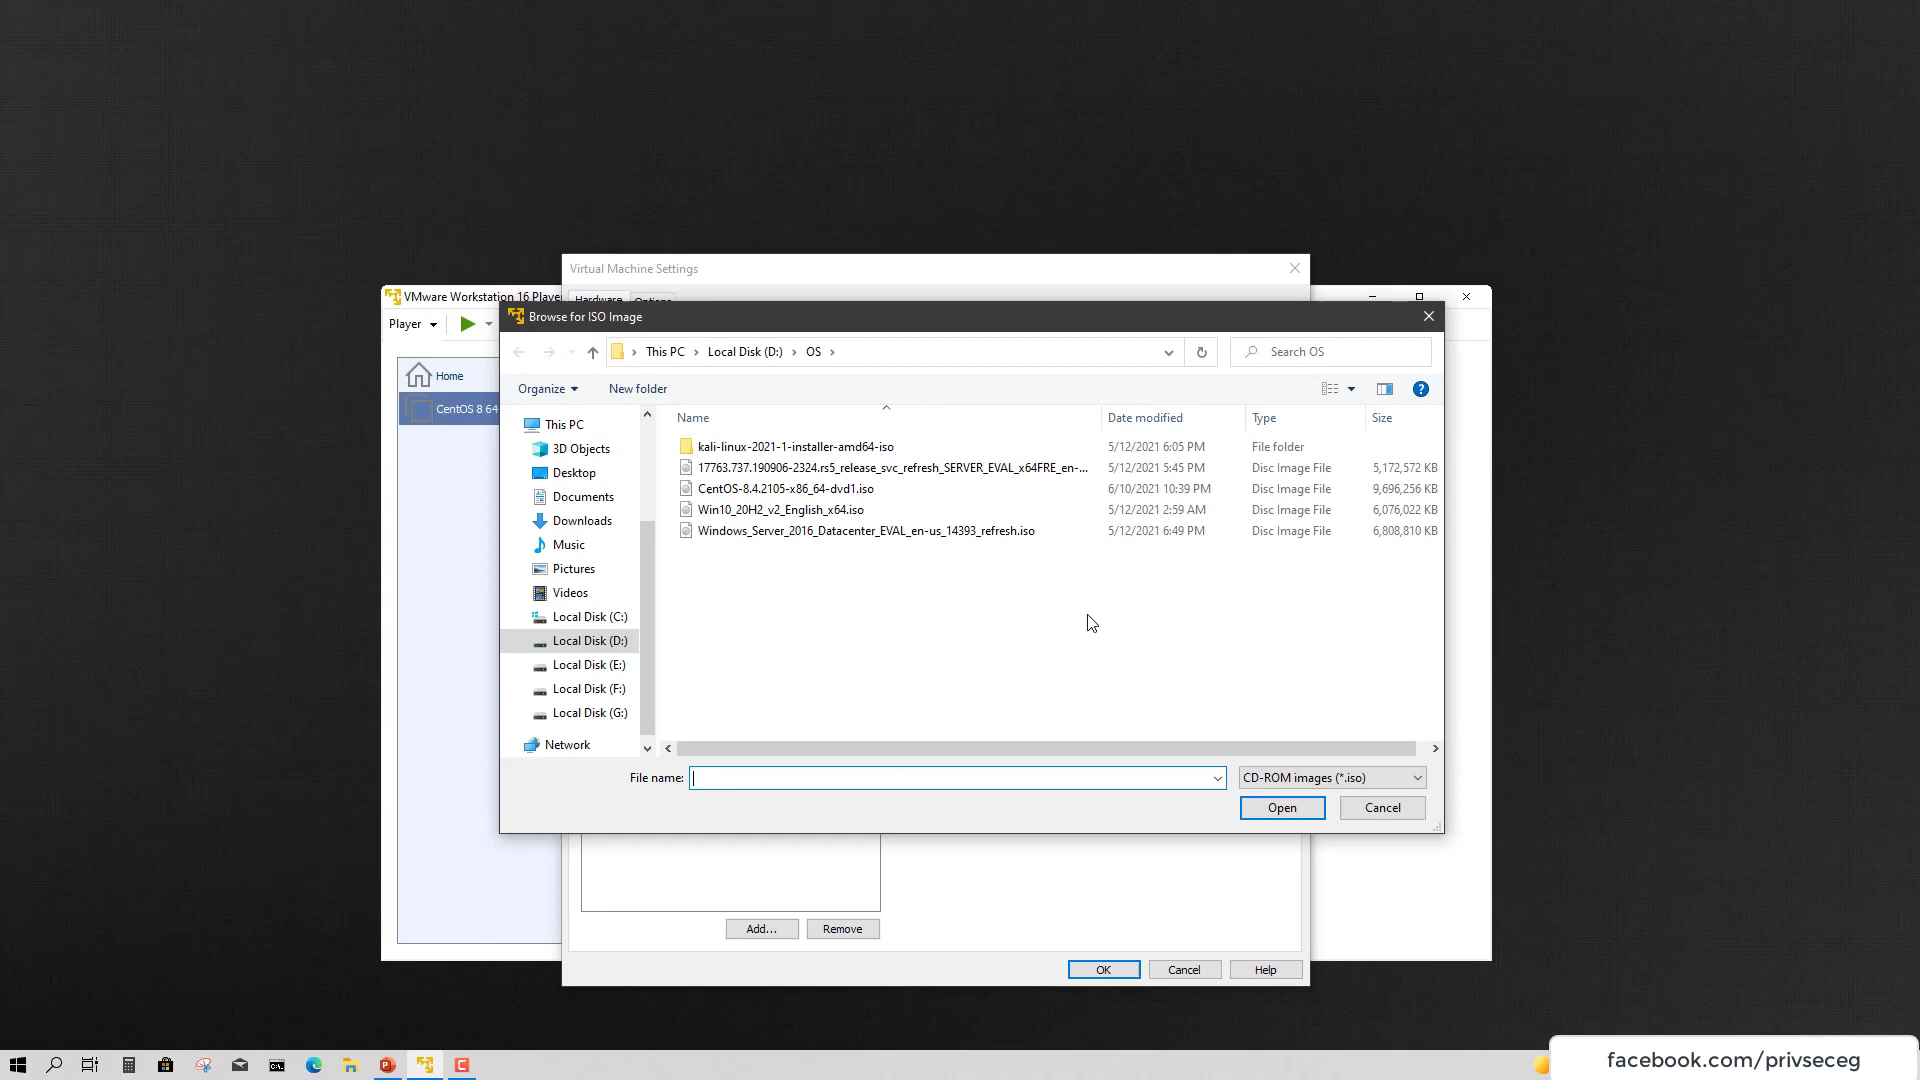 Virtual Machine Settings
Hardware Options
VMware Workstation 16 Playe
Player
Browse for ISO Image
This PC Local Disk (D:) OS
Search OS
Organize New folder
Home
CentOS 8 64
Name Date modified Type Size
This PC
3D Objects
Desktop
Documents
Downloads
Music
Pictures
Videos
Local Disk (C:)
Local Disk (D:)
Local Disk (E:)
Local Disk (F:)
Local Disk (G:)
Network
kali-linux-2021-1-installer-amd64-iso 5/12/2021 6:05 PM File folder
17763.737.190906-2324.rs5_release_svc_refresh_SERVER_EVAL_x64FRE_en-... 5/12/2021 5:45 PM Disc Image File 5,172,572 KB
CentOS-8.4.2105-x86_64-dvd1.iso 6/10/2021 10:39 PM Disc Image File 9,696,256 KB
Win10_20H2_v2_English_x64.iso 5/12/2021 2:59 AM Disc Image File 6,076,022 KB
Windows_Server_2016_Datacenter_EVAL_en-us_14393_refresh.iso 5/12/2021 6:49 PM Disc Image File 6,808,810 KB
File name: CD-ROM images (*.iso)
Open Cancel
Add... Remove
OK Cancel Help
facebook.com/privseceg